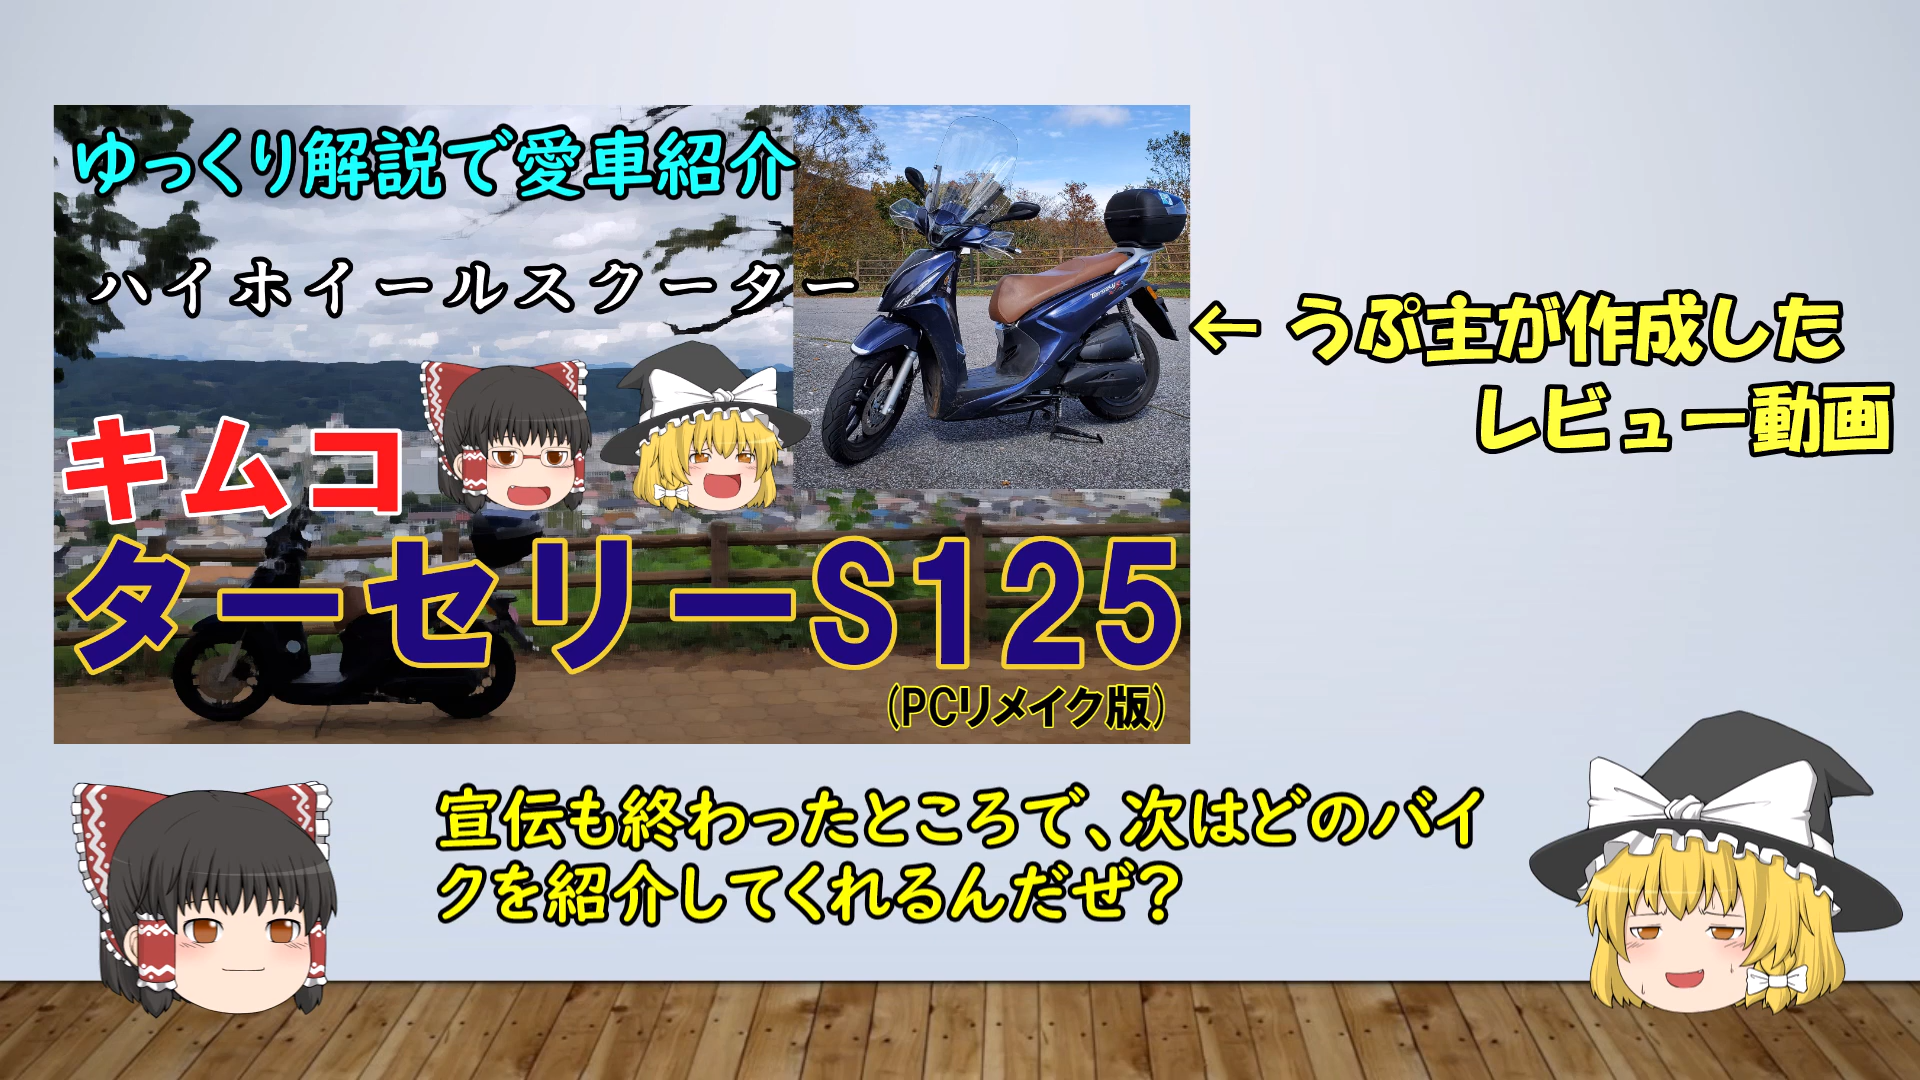 ゆっくり解説で愛車紹介
ハイホイールスクーター
キムコ
ターセリーS125
(PCリメイク版)
← うぷ主が作成した
レビュー動画
宣伝も終わったところで、次はどのバイ
クを紹介してくれるんだぜ？